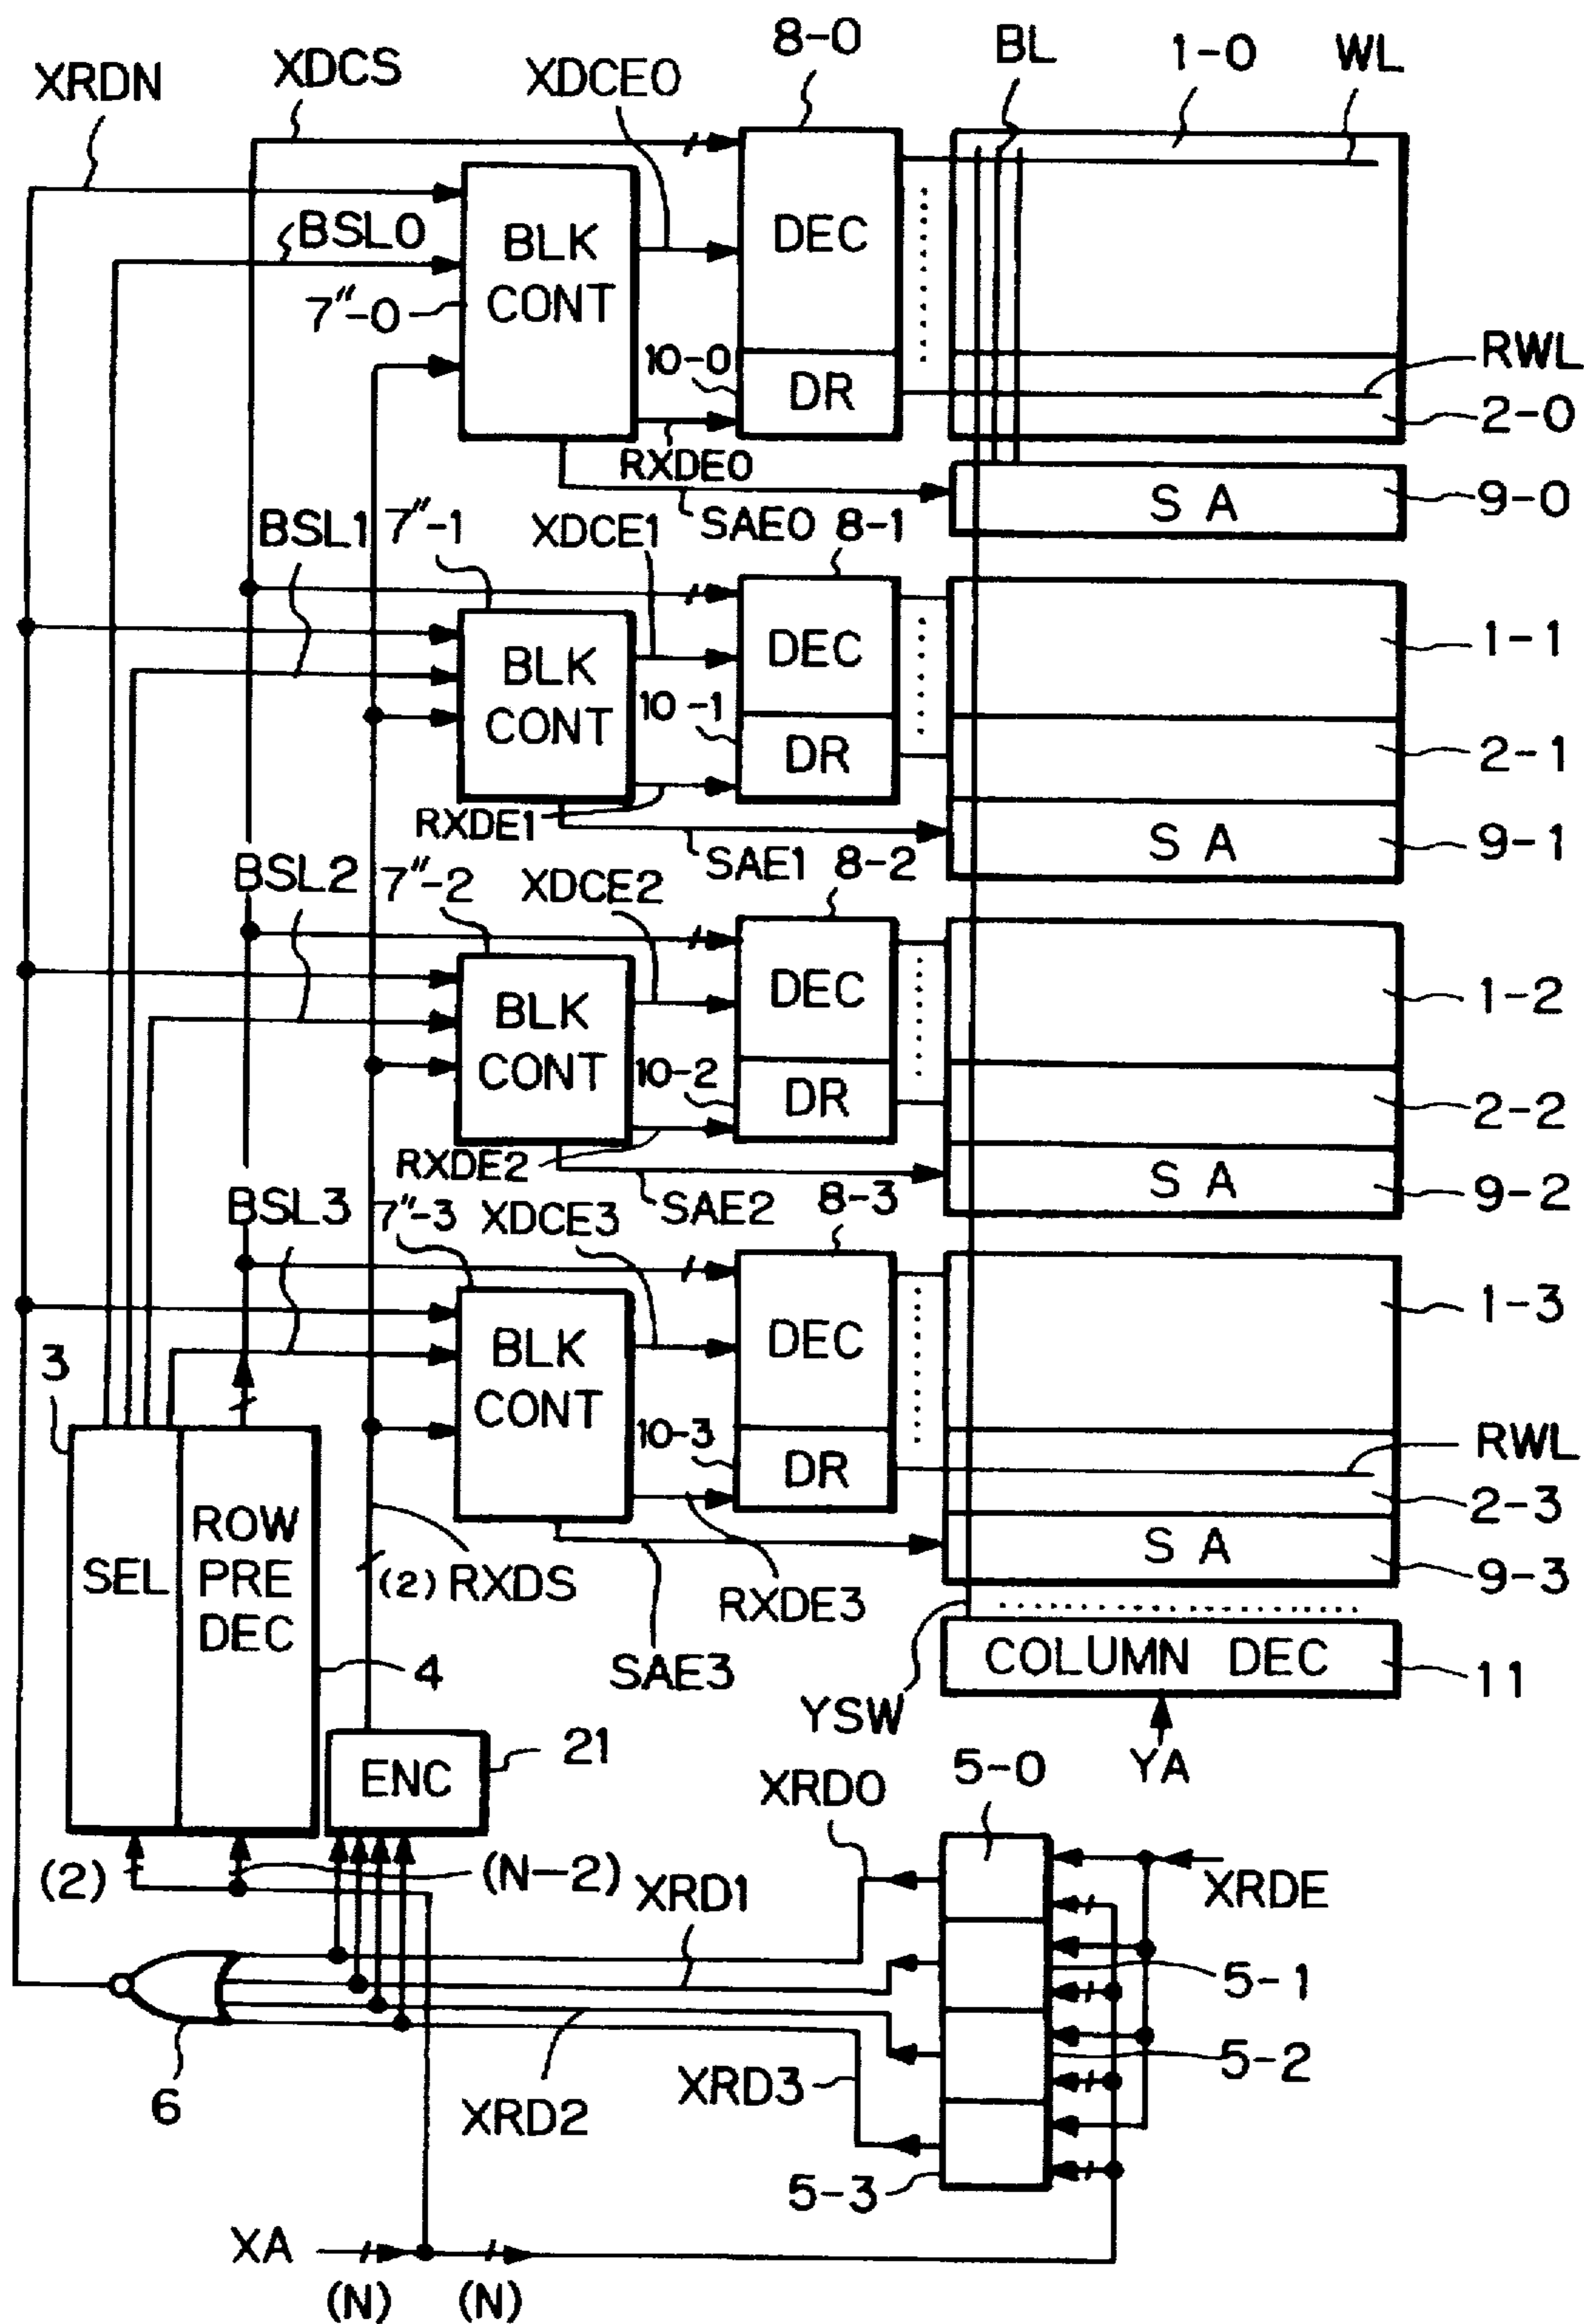 8-0 BL 1-0 WL
XRDN XDCS XDCE0
BSL0 BLK CONT DEC
7"-0
10-0 DR RWL
2-0
RXDE0
SA 9-0
BSL1 7"-1 XDCE1 SAE0 8-1
BLK CONT DEC 1-1
10-1 DR 2-1
RXDE1
SAE1 SA 9-1
BSL2 7"-2 XDCE2 8-2
BLK CONT DEC 1-2
10-2 DR 2-2
RXDE2
SAE2 SA 9-2
BSL3 7"-3 XDCE3 8-3
BLK CONT DEC 1-3
3
10-3 DR RWL
2-3
SEL ROW PRE DEC
(2) RXDS RXDE3 SA 9-3
4 SAE3 YSW COLUMN DEC 11
ENC 21 YA
XRD0 5-0
(2) (N-2) XRD1 XRDE
5-1
6 XRD2 XRD3 5-2
5-3
XA
(N) (N)